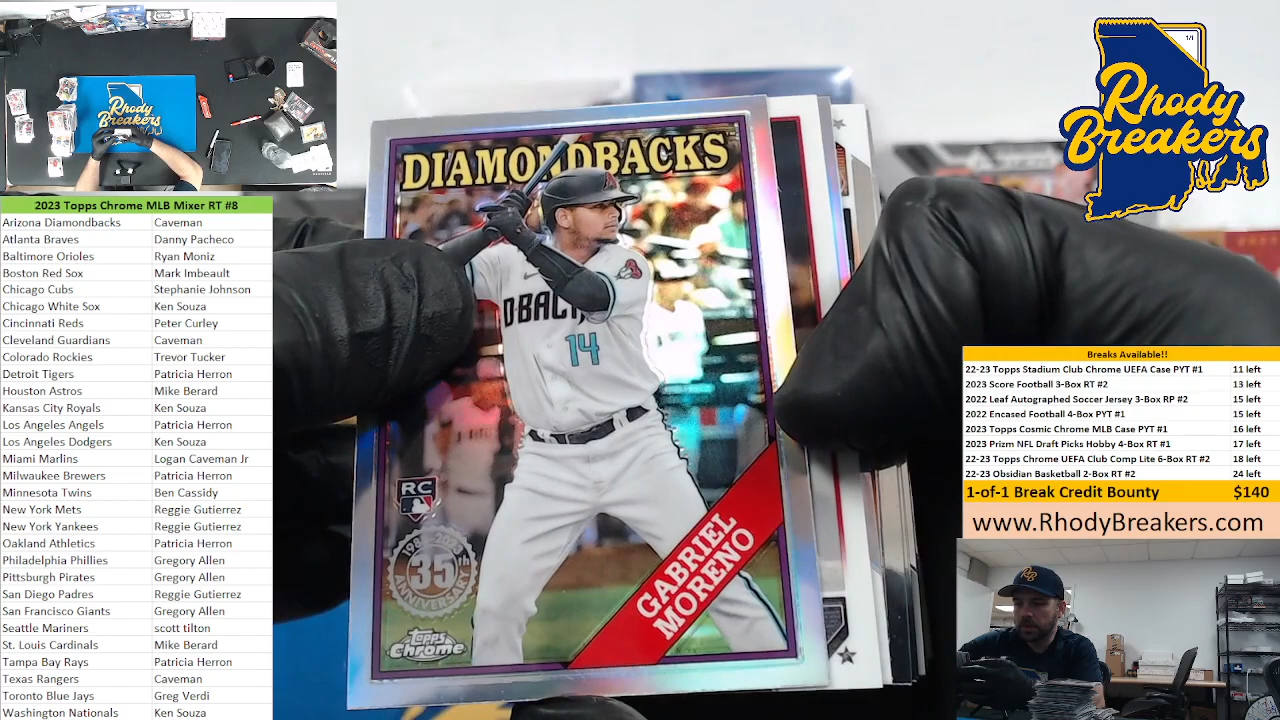 Rhody
Breakers
2023 Topps Chrome MLB Mixer RT #8
Arizona Diamondbacks Caveman
Atlanta Braves Danny Pacheco
Baltimore Orioles Ryan Moniz
Boston Red Sox Mark Imbeault
Chicago Cubs Stephanie Johnson
Chicago White Sox Ken Souza
Cincinnati Reds Peter Curley
Cleveland Guardians Caveman
Colorado Rockies Trevor Tucker
Detroit Tigers Patricia Herron
Houston Astros Mike Berard
Kansas City Royals Ken Souza
Los Angeles Angels Patricia Herron
Los Angeles Dodgers Ken Souza
Miami Marlins Logan Caveman Jr
Milwaukee Brewers Patricia Herron
Minnesota Twins Ben Cassidy
New York Mets Reggie Gutierrez
New York Yankees Reggie Gutierrez
Oakland Athletics Patricia Herron
Philadelphia Phillies Gregory Allen
Pittsburgh Pirates Gregory Allen
San Diego Padres Reggie Gutierrez
San Francisco Giants Gregory Allen
Seattle Mariners scott tilton
St. Louis Cardinals Mike Berard
Tampa Bay Rays Patricia Herron
Texas Rangers Caveman
Toronto Blue Jays Greg Verdi
Washington Nationals Ken Souza
DIAMONDBACKS
D-BACK
14
RC
35th
ANNIVERSARY
GABRIEL
MORENO
Topps
Chrome
1/1
Rhody
Breakers
Breaks Available!!
22-23 Topps Stadium Club Chrome UEFA Case PYT #1 11 left
2023 Score Football 3-Box RT #2 13 left
2022 Leaf Autographed Soccer Jersey 3-Box RP #2 15 left
2022 Encased Football 4-Box PYT #1 15 left
2023 Topps Cosmic Chrome MLB Case PYT #1 16 left
2023 Prizm NFL Draft Picks Hobby 4-Box RT #1 17 left
22-23 Topps Chrome UEFA Club Comp Lite 6-Box RT #2 18 left
22-23 Obsidian Basketball 2-Box RT #2 24 left
1-of-1 Break Credit Bounty $140
www.RhodyBreakers.com
RB